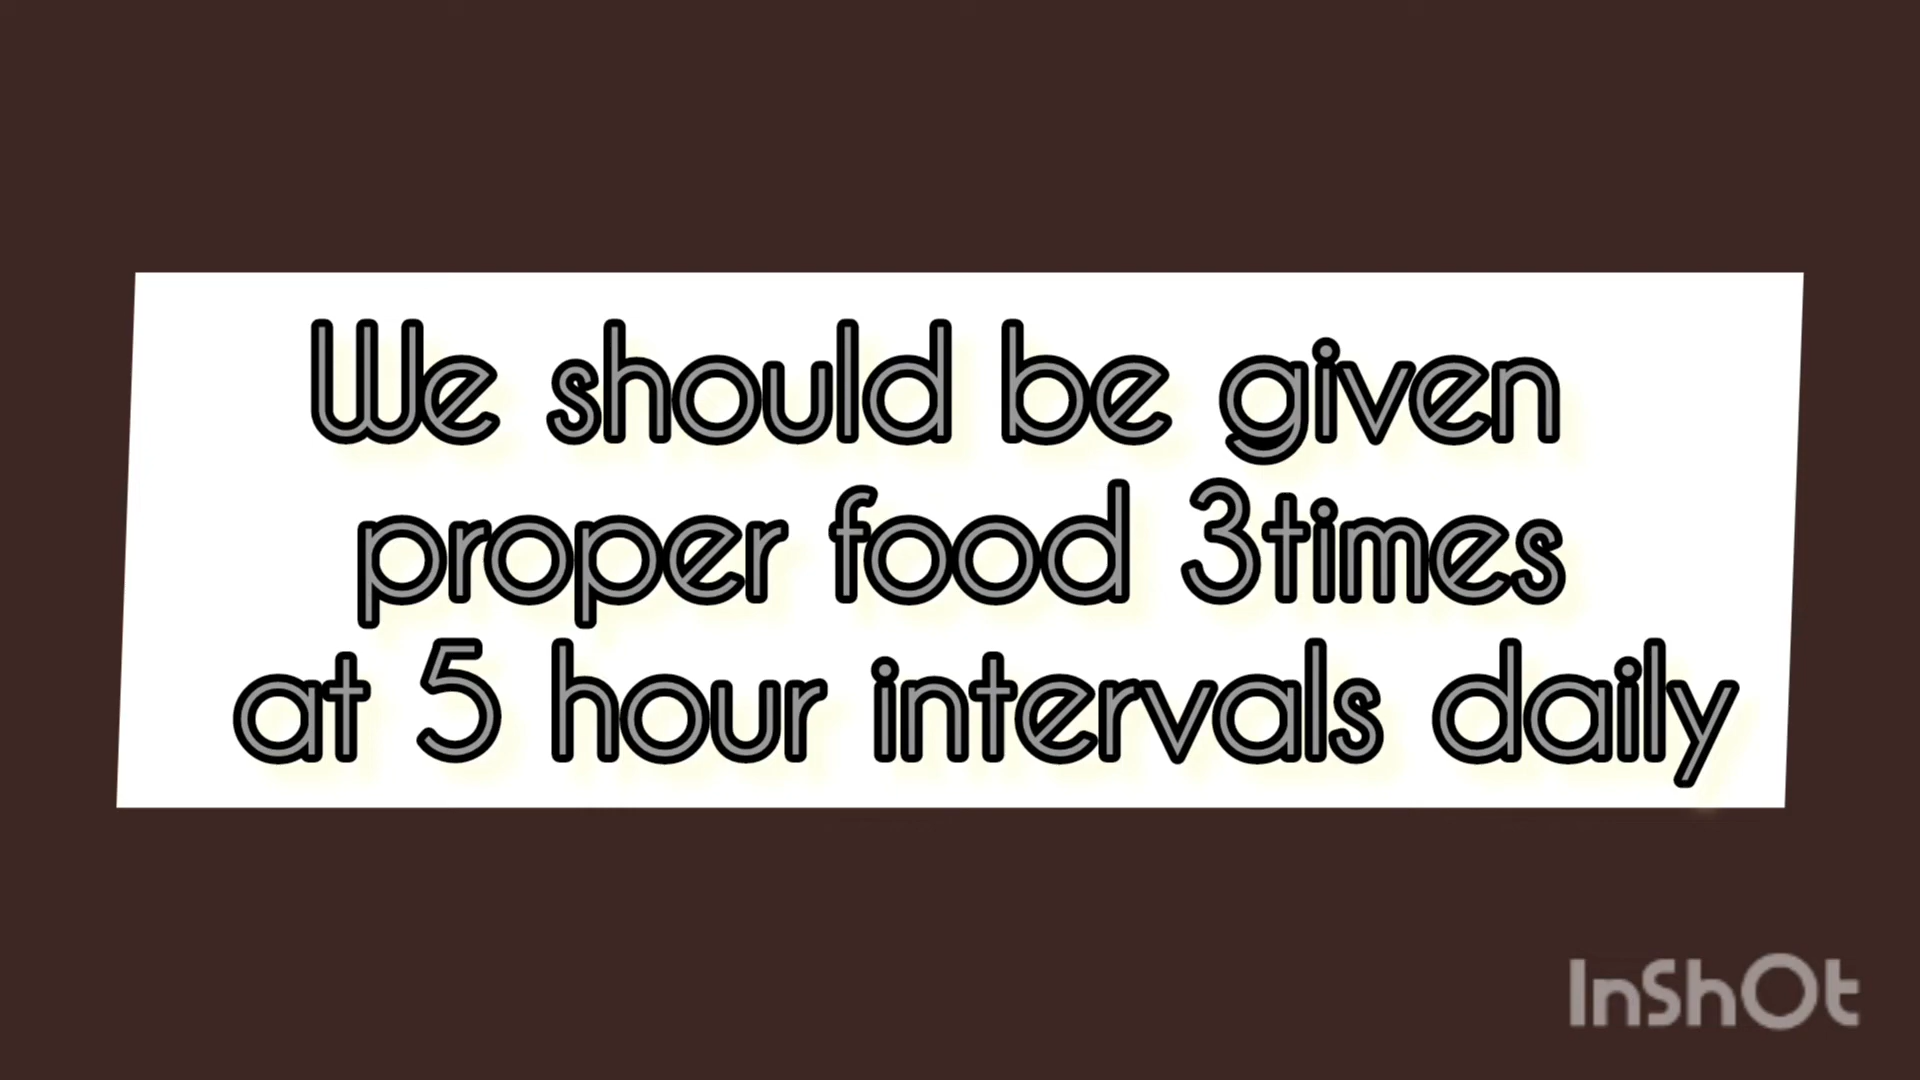 We should be given
proper food 3times
at 5 hour intervals daily
InShOt